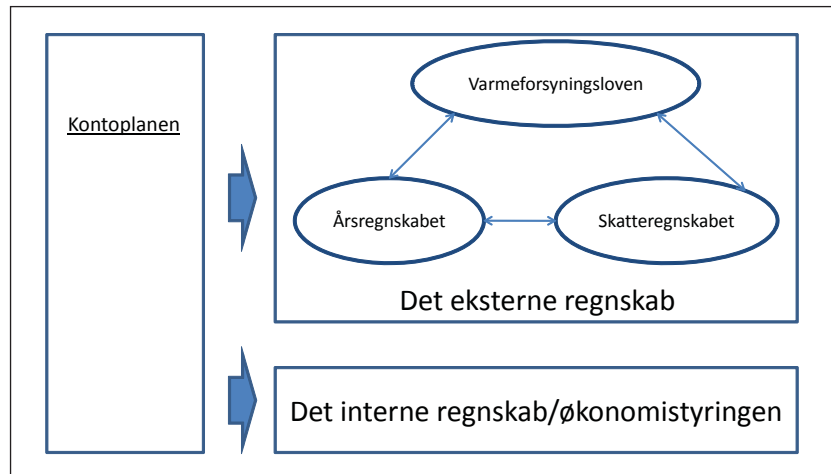 Kontoplanen
Varmeforsyningsloven
Årsregnskabet
Skatteregnskabet
Det eksterne regnskab
Det interne regnskab/økonomistyringen